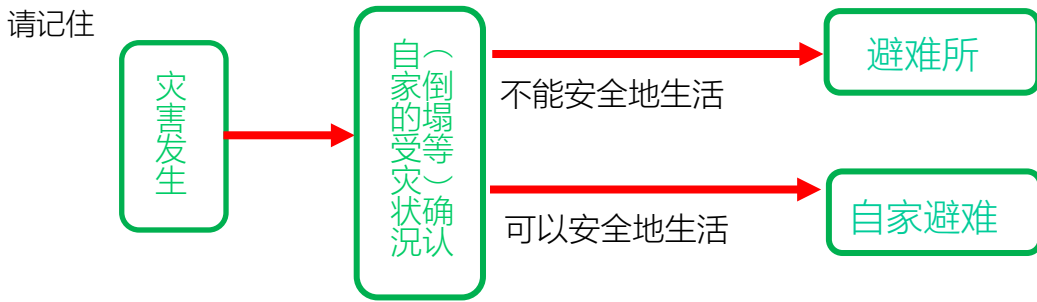 请记住
灾害发生
自家的受灾状况
（倒塌等）确认
不能安全地生活
避难所
可以安全地生活
自家避难